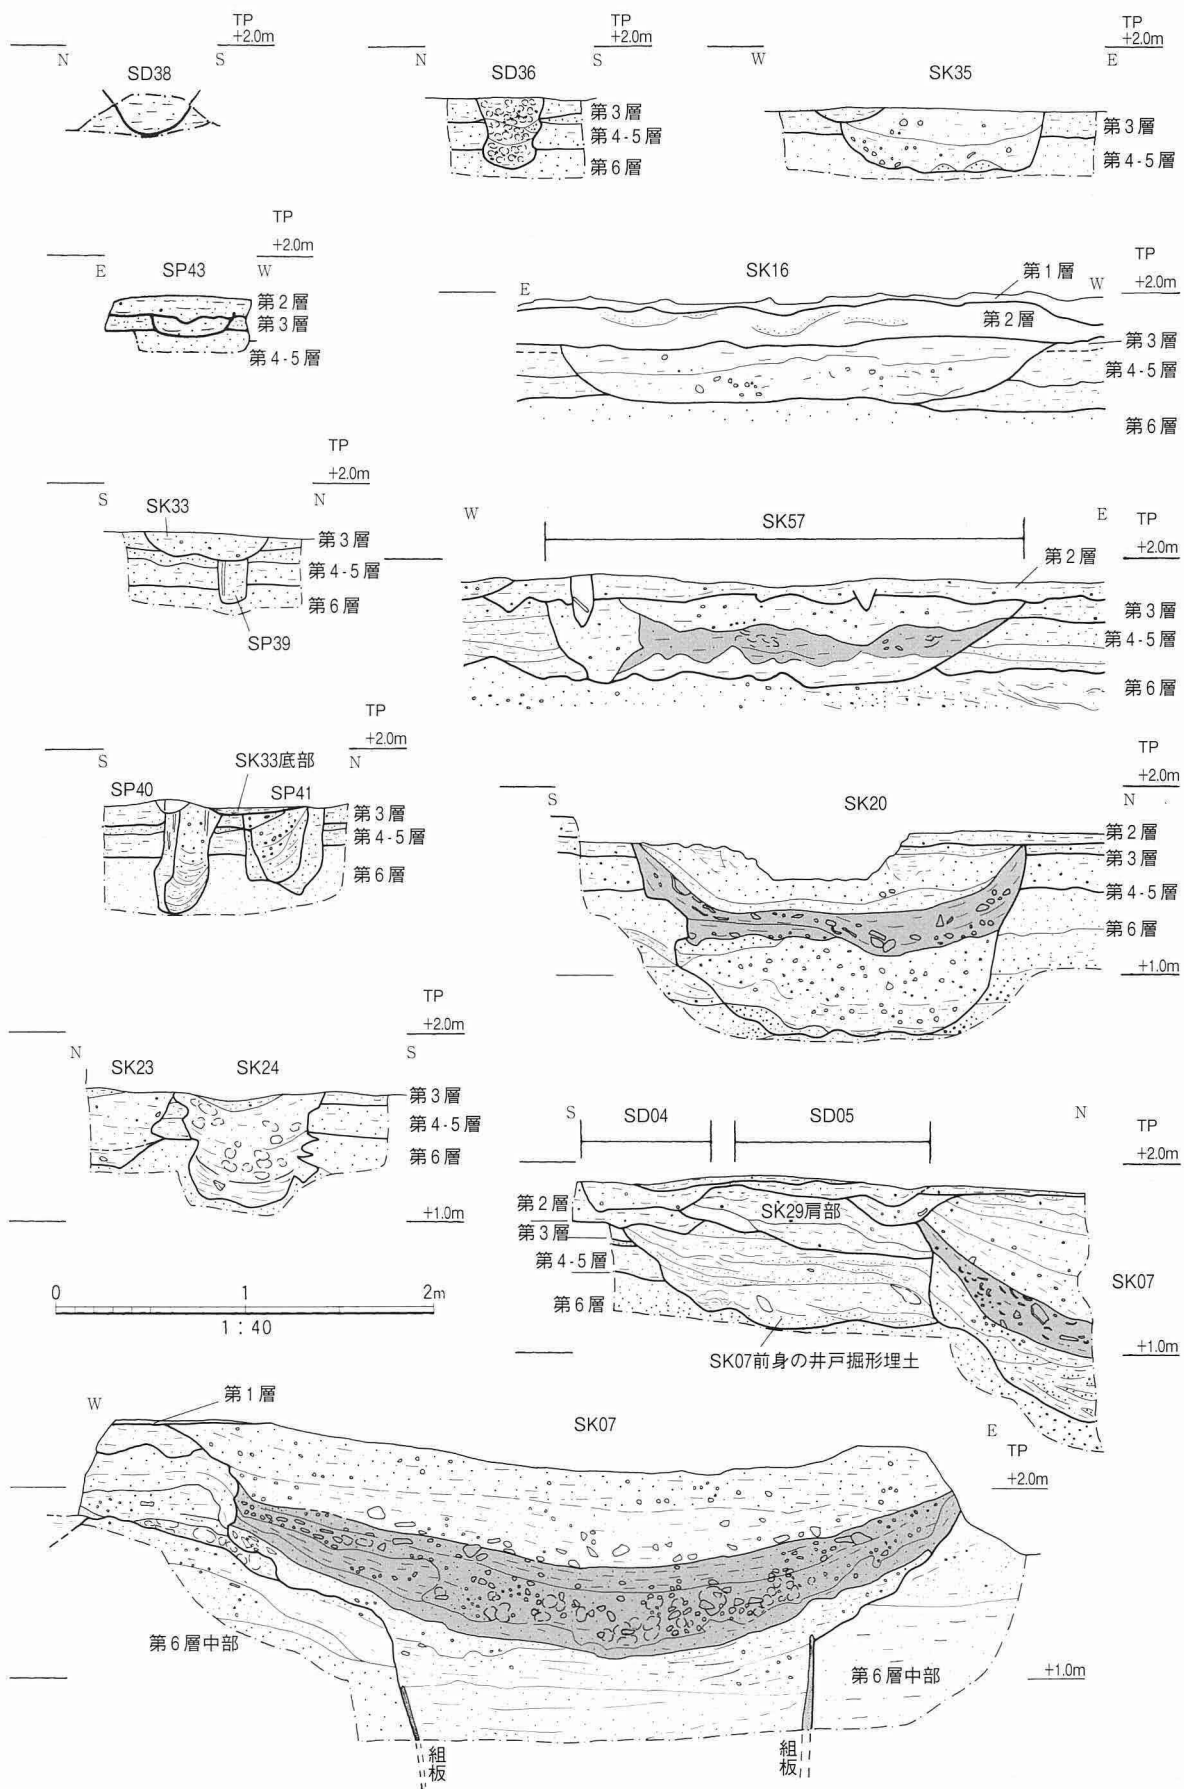 TP
+2.0m
N
S
SD38
TP
+2.0m
N
S
SD36
第3層
第4-5層
第6層
TP
+2.0m
W
E
SK35
第3層
第4-5層
TP
+2.0m
E
SP43
W
第2層
第3層
第4-5層
SK16
TP
+2.0m
E
W
第1層
第2層
第3層
第4-5層
第6層
TP
+2.0m
S
N
SK33
第3層
第4-5層
第6層
SP39
W
SK57
E
TP
+2.0m
第2層
第3層
第4-5層
第6層
TP
+2.0m
S
N
SK33底部
SP40
SP41
第3層
第4-5層
第6層
TP
+2.0m
S
SK20
N
第2層
第3層
第4-5層
第6層
+1.0m
TP
+2.0m
N
S
SK23
SK24
第3層
第4-5層
第6層
+1.0m
S
SD04
SD05
N
TP
+2.0m
第2層
SK29肩部
第3層
第4-5層
第6層
SK07
+1.0m
SK07前身の井戸掘形埋土
0
1
2m
1:40
W
第1層
SK07
E
TP
+2.0m
第6層中部
第6層中部
+1.0m
組板
組板